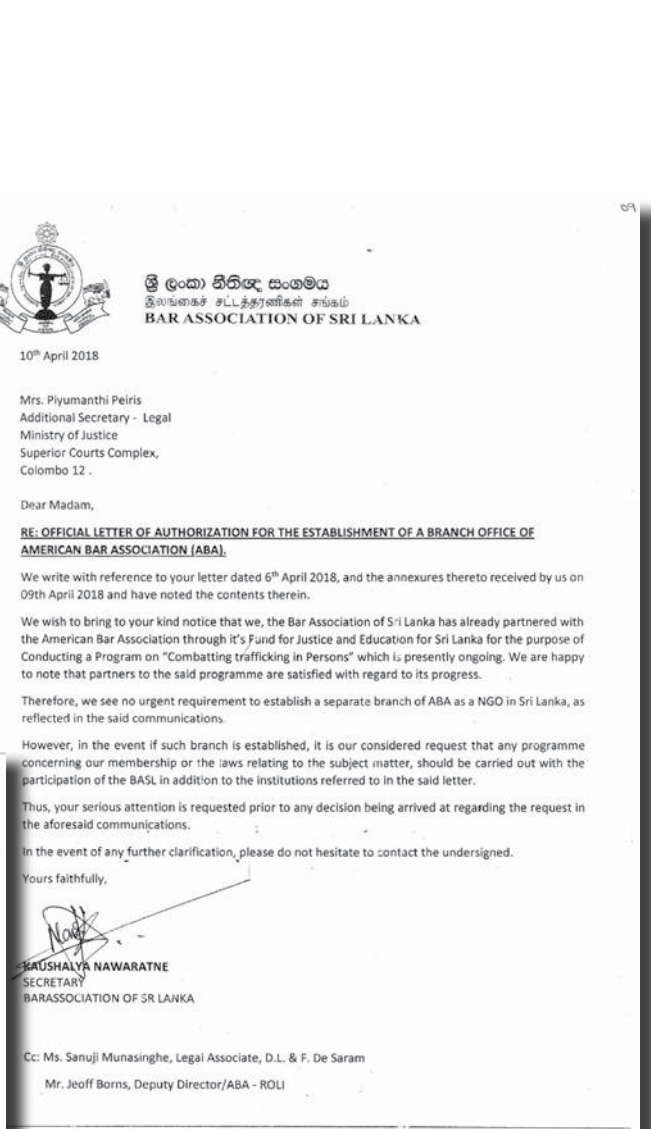 09
ශ්‍රී ලංකා නීතිඥ සංගමය
இலங்கைச் சட்டத்தரணிகள் சங்கம்
BAR ASSOCIATION OF SRI LANKA
10th April 2018
Mrs. Piyumanthi Peiris
Additional Secretary - Legal
Ministry of Justice
Superior Courts Complex,
Colombo 12 .
Dear Madam,
RE: OFFICIAL LETTER OF AUTHORIZATION FOR THE ESTABLISHMENT OF A BRANCH OFFICE OF
AMERICAN BAR ASSOCIATION (ABA).
We write with reference to your letter dated 6th April 2018, and the annexures thereto received by us on
09th April 2018 and have noted the contents therein.
We wish to bring to your kind notice that we, the Bar Association of Sri Lanka has already partnered with
the American Bar Association through it's Fund for Justice and Education for Sri Lanka for the purpose of
Conducting a Program on "Combatting trafficking in Persons" which is presently ongoing. We are happy
to note that partners to the said programme are satisfied with regard to its progress.
Therefore, we see no urgent requirement to establish a separate branch of ABA as a NGO in Sri Lanka, as
reflected in the said communications.
However, in the event if such branch is established, it is our considered request that any programme
concerning our membership or the laws relating to the subject matter, should be carried out with the
participation of the BASL in addition to the institutions referred to in the said letter.
Thus, your serious attention is requested prior to any decision being arrived at regarding the request in
the aforesaid communications.
In the event of any further clarification, please do not hesitate to contact the undersigned.
Yours faithfully,
KAUSHALYA NAWARATNE
SECRETARY
BARASSOCIATION OF SR LANKA
Cc: Ms. Sanuji Munasinghe, Legal Associate, D.L. & F. De Saram
Mr. Jeoff Borns, Deputy Director/ABA - ROLI